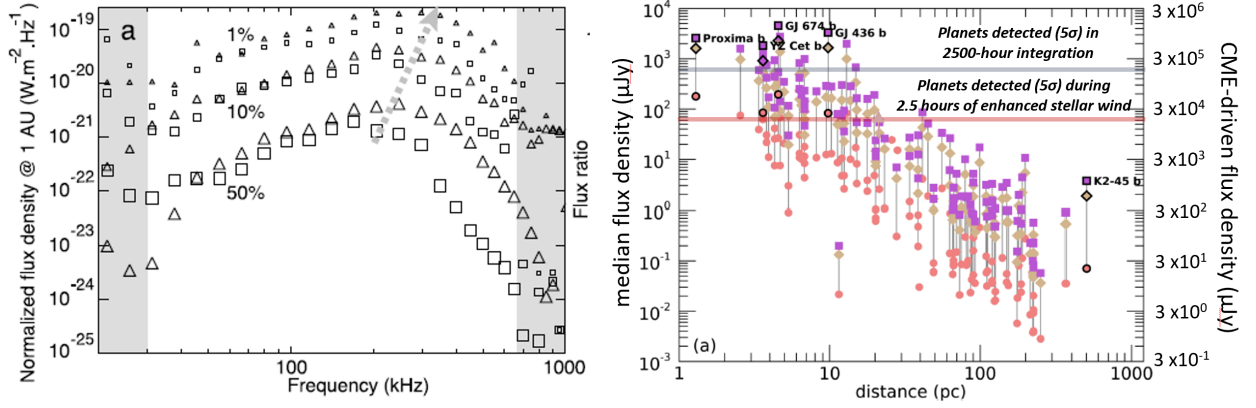 Normalized flux density @ 1 AU (W.m⁻².Hz⁻¹)
10⁻¹⁹
10⁻²⁰
10⁻²¹
10⁻²²
10⁻²³
10⁻²⁴
10⁻²⁵
a
1%
10%
50%
100
1000
Frequency (kHz)
Flux ratio
median flux density (μJy)
10⁴
10³
10²
10¹
10⁰
10⁻¹
10⁻²
10⁻³
Proxima b
YZ Cet b
GJ 674 b
GJ 436 b
Planets detected (5σ) in
2500-hour integration
Planets detected (5σ) during
2.5 hours of enhanced stellar wind
K2-45 b
(a)
1
10
100
1000
distance (pc)
3 x10⁶
3 x10⁵
3 x10⁴
3 x10³
3 x10²
3 x10¹
3 x10⁰
3 x10⁻¹
CME-driven flux density (μJy)